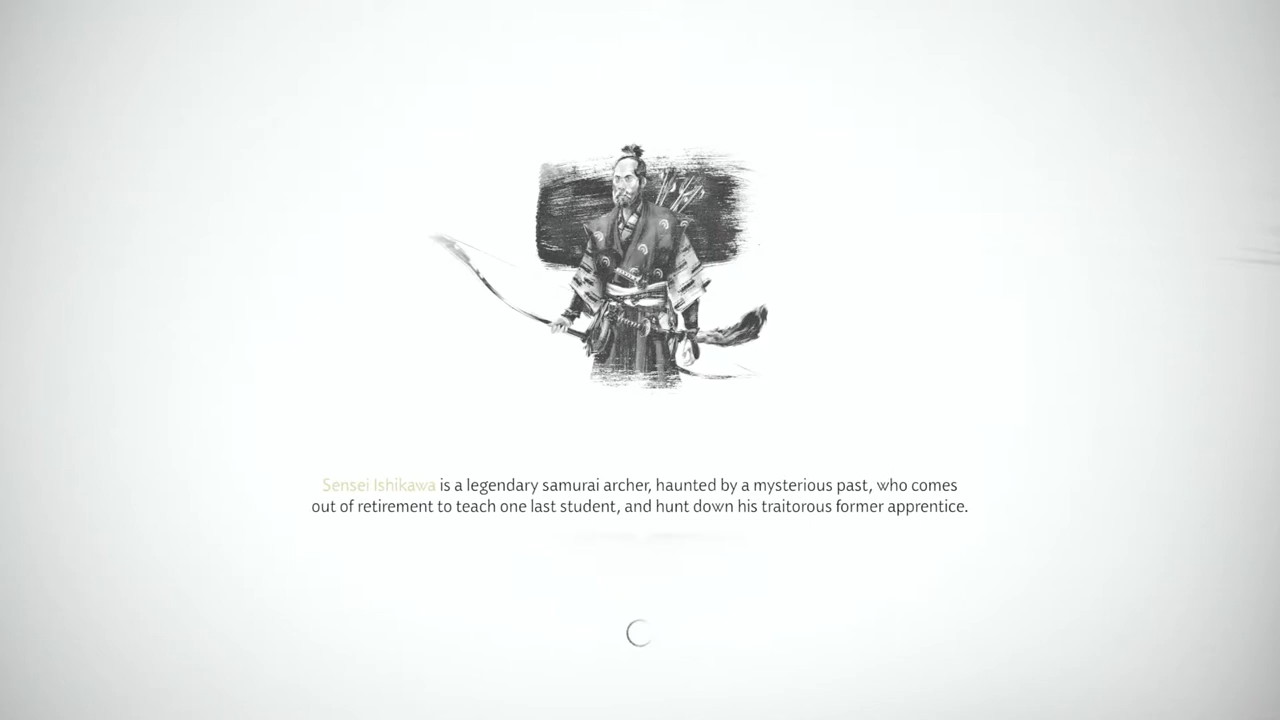 Sensei Ishikawa is a legendary samurai archer, haunted by a mysterious past, who comes
out of retirement to teach one last student, and hunt down his traitorous former apprentice.